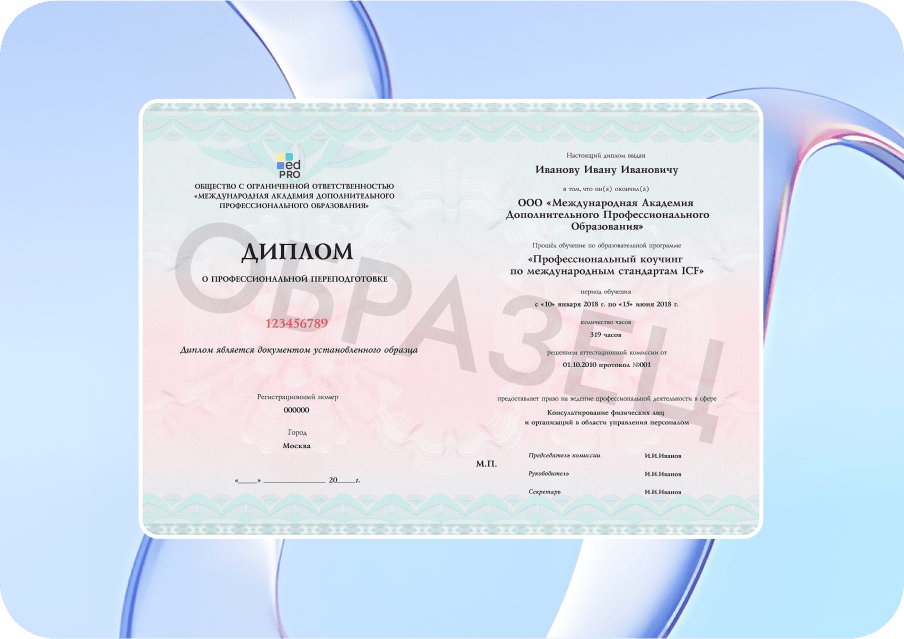 ed
PRO
ОБЩЕСТВО С ОГРАНИЧЕННОЙ ОТВЕТСТВЕННОСТЬЮ
«МЕЖДУНАРОДНАЯ АКАДЕМИЯ ДОПОЛНИТЕЛЬНОГО
ПРОФЕССИОНАЛЬНОГО ОБРАЗОВАНИЯ»
ДИПЛОМ
О ПРОФЕССИОНАЛЬНОЙ ПЕРЕПОДГОТОВКЕ
123456789
Диплом является документом установленного образца
Регистрационный номер
000000
Город
Москва
«_____» ________________ 20_____г.
ОБРАЗЕЦ
Настоящий диплом выдан
Иванову Ивану Ивановичу
в том, что он(а) окончил(а)
ООО «Международная Академия
Дополнительного Профессионального
Образования»
Прошёл обучение по образовательной программе
«Профессиональный коучинг
по международным стандартам ICF»
период обучения
с «10» января 2018 г. по «15» июня 2018 г.
количество часов
319 часов
решением аттестационной комиссии от
01.10.2010 протокол №001
предоставляет право на ведение профессиональной деятельности в сфере
Консультирование физических лиц
и организаций в области управления персоналом
М.П.
Председатель комиссии И.И.Иванов
Руководитель И.И.Иванов
Секретарь И.И.Иванов